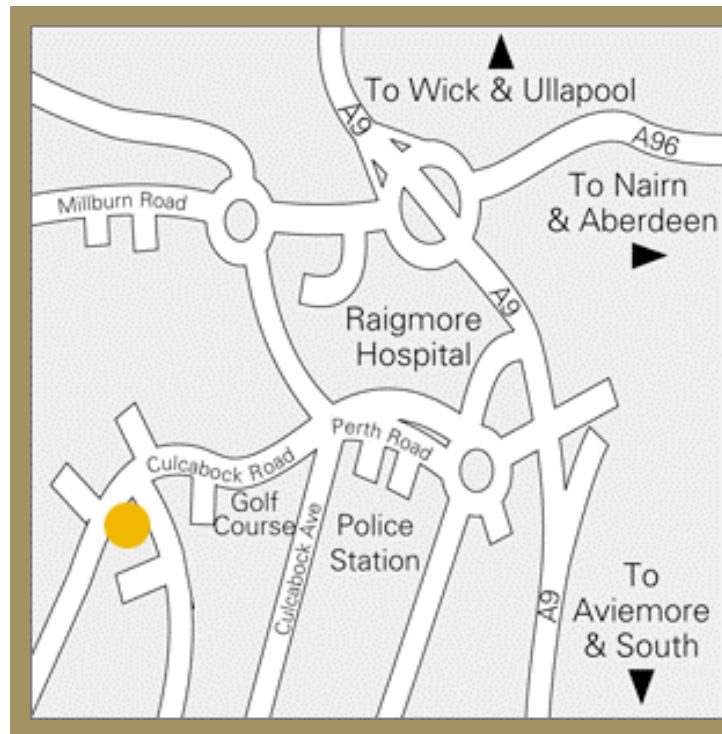 To Wick & Ullapool
A9
A96
To Nairn
& Aberdeen
Millburn Road
A9
Raigmore
Hospital
Perth Road
Culcabock Road
Golf
Course
Culcabock Ave
Police
Station
A9
To
Aviemore
& South